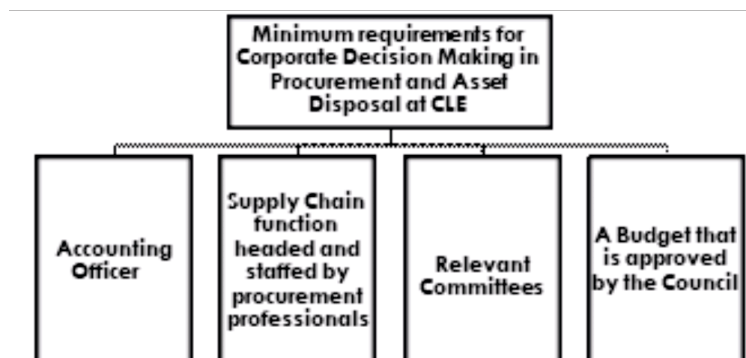 Minimum requirements for
Corporate Decision Making in
Procurement and Asset
Disposal at CLE
Accounting
Officer
Supply Chain
function
headed and
staffed by
procurement
professionals
Relevant
Committees
A Budget that
is approved
by the Council